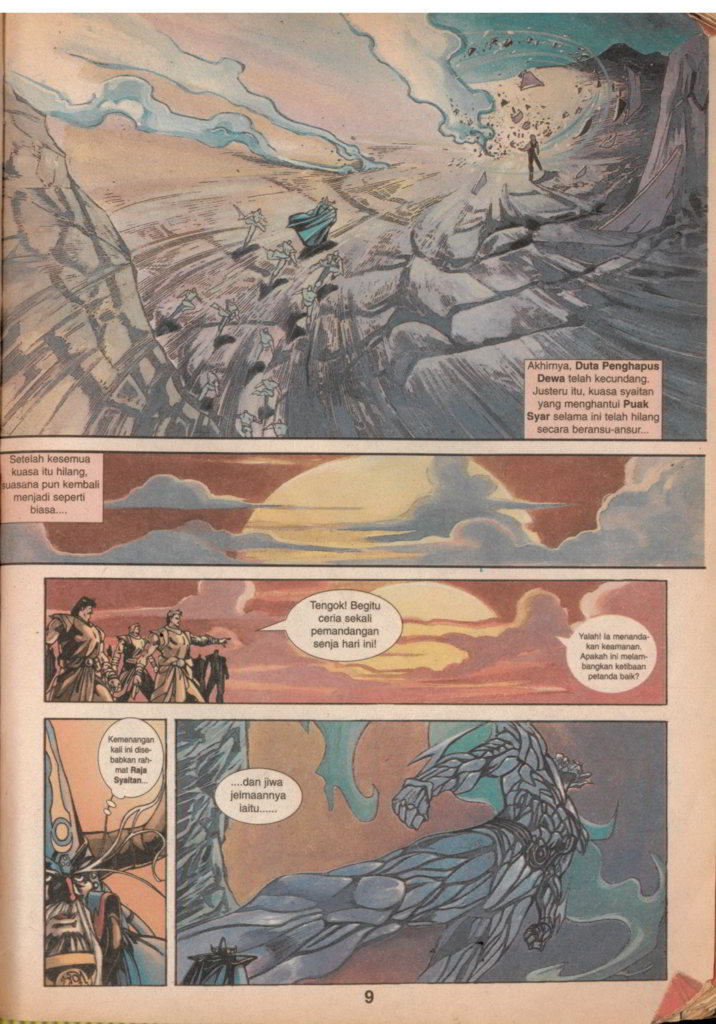 Akhirnya, Duta Penghapus
Dewa telah kecundang.
Justeru itu, kuasa syaitan
yang menghantui Puak
Syar selama ini telah hilang
secara beransu-ansur...
Setelah kesemua
kuasa itu hilang,
suasana pun kembali
menjadi seperti
biasa....
Tengok! Begitu
ceria sekali
pemandangan
senja hari ini!
Yalah! Ia menanda-
kan keamanan.
Apakah ini melam-
bangkan ketibaan
petanda baik?
Kemenangan
kali ini dise-
babkan rah-
mat Raja
Syaitan...
....dan jiwa
jelmaannya
iaitu......
9